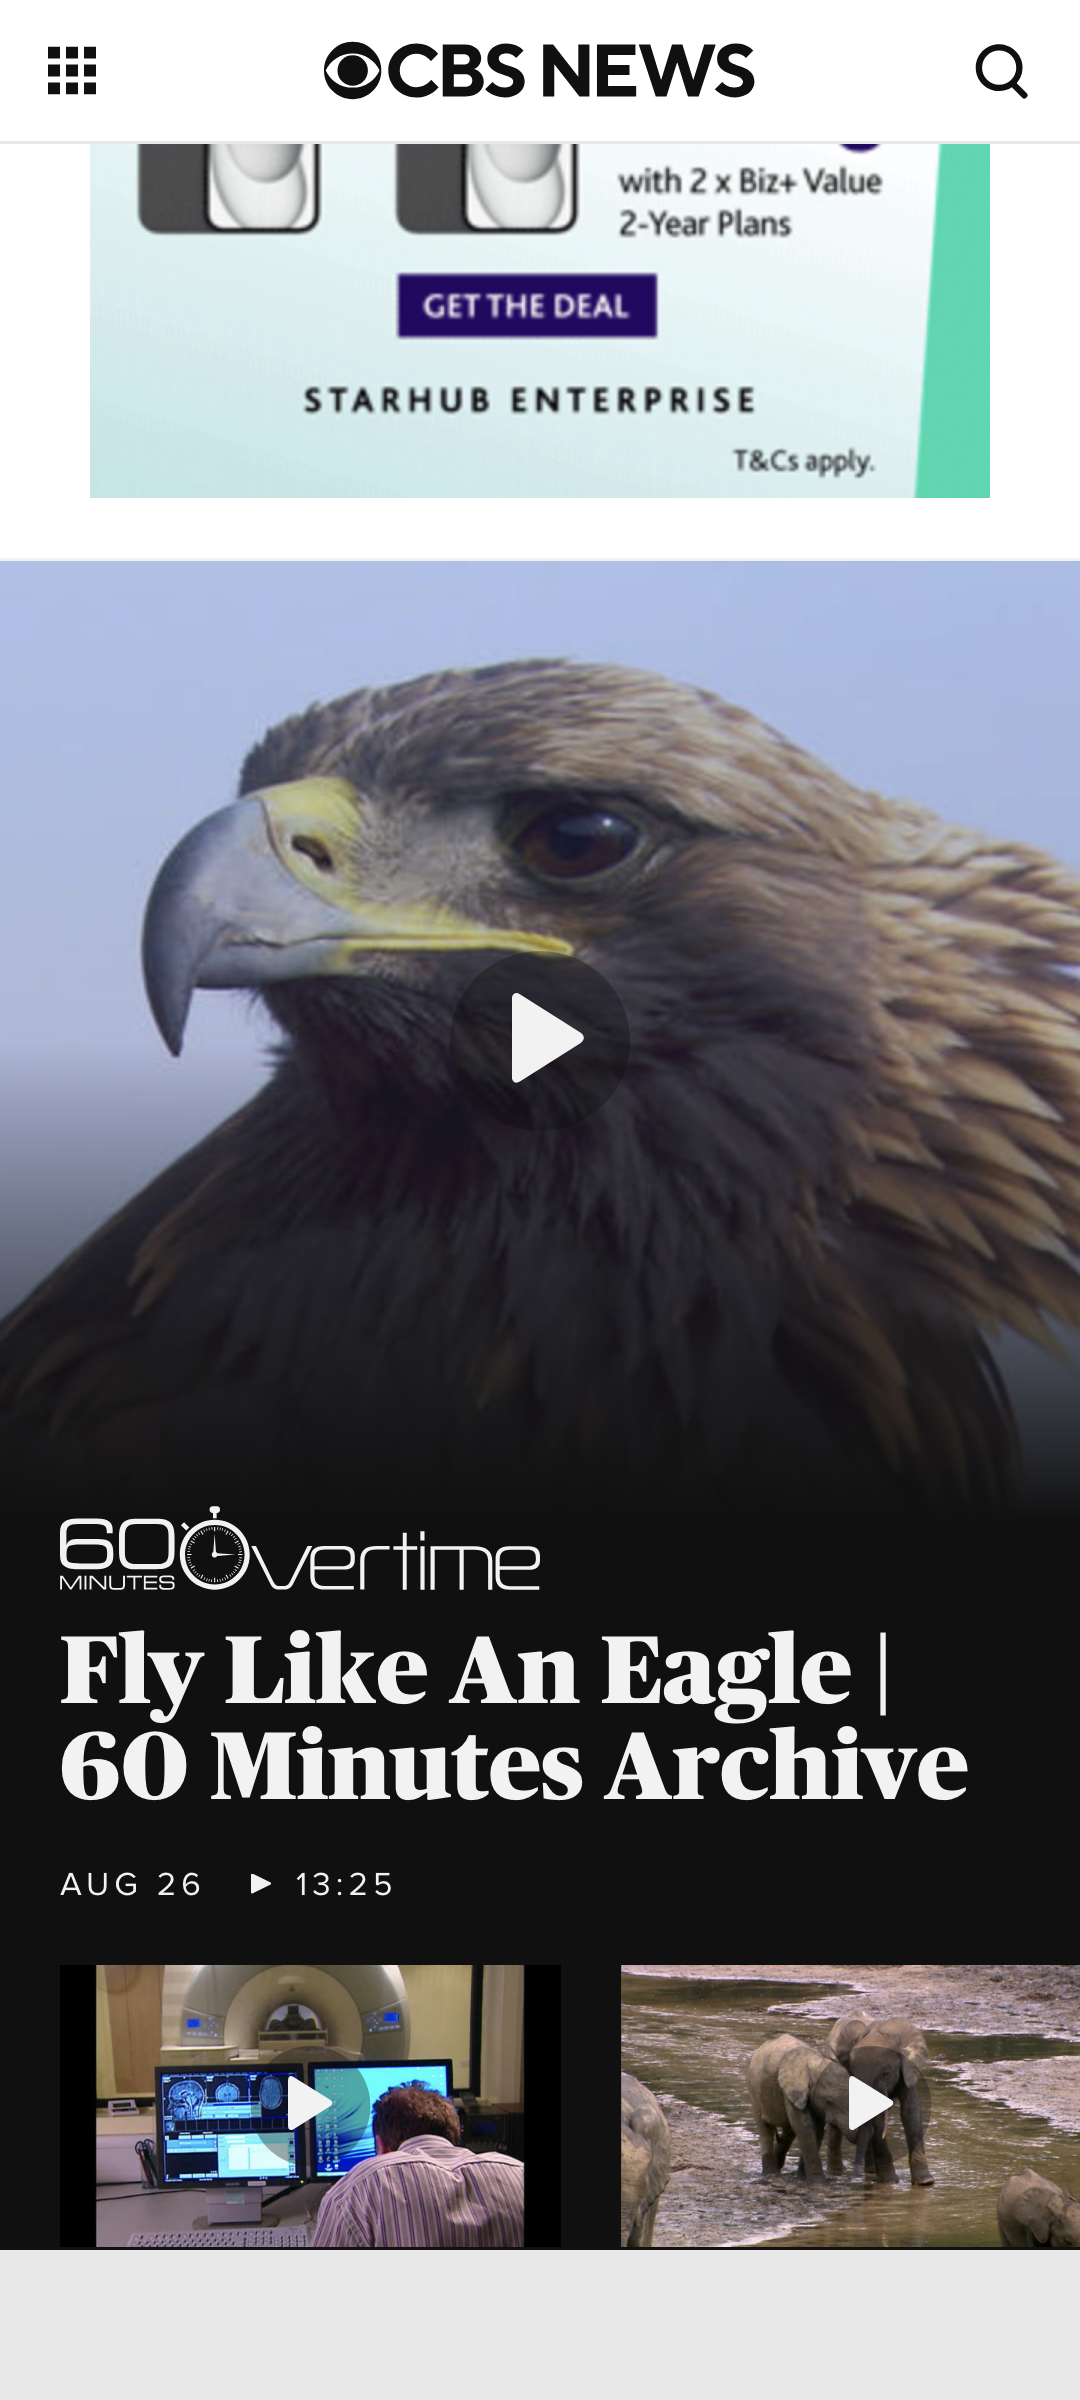 CBS NEWS
with 2 x Biz+ Value
2-Year Plans
GET THE DEAL
STARHUB ENTERPRISE
T&Cs apply.
60 MINUTES Overtime
Fly Like An Eagle |
60 Minutes Archive
AUG 26 13:25